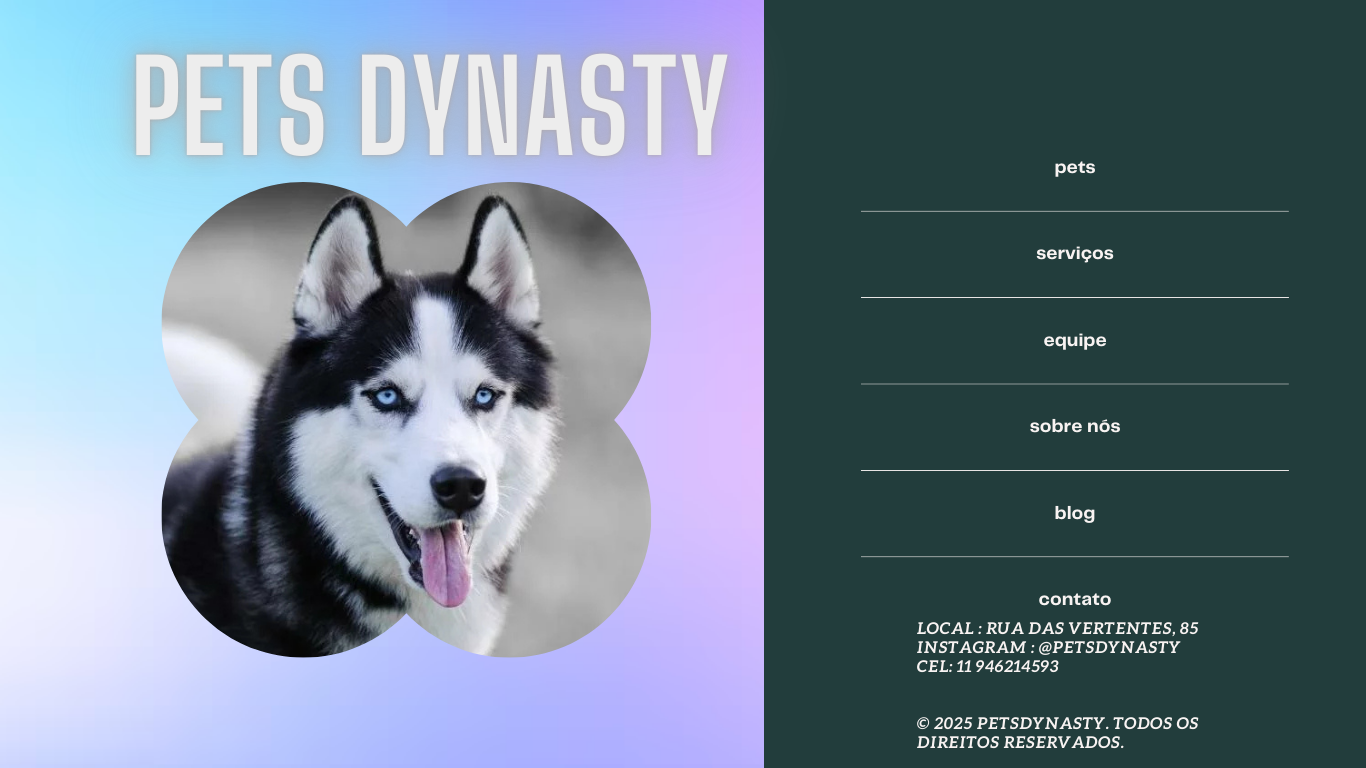 PETS DYNASTY
pets
serviços
equipe
sobre nós
blog
contato
LOCAL : RUA DAS VERTENTES, 85
INSTAGRAM : @PETSDYNASTY
CEL: 11 946214593
© 2025 PETSDYNASTY. TODOS OS
DIREITOS RESERVADOS.